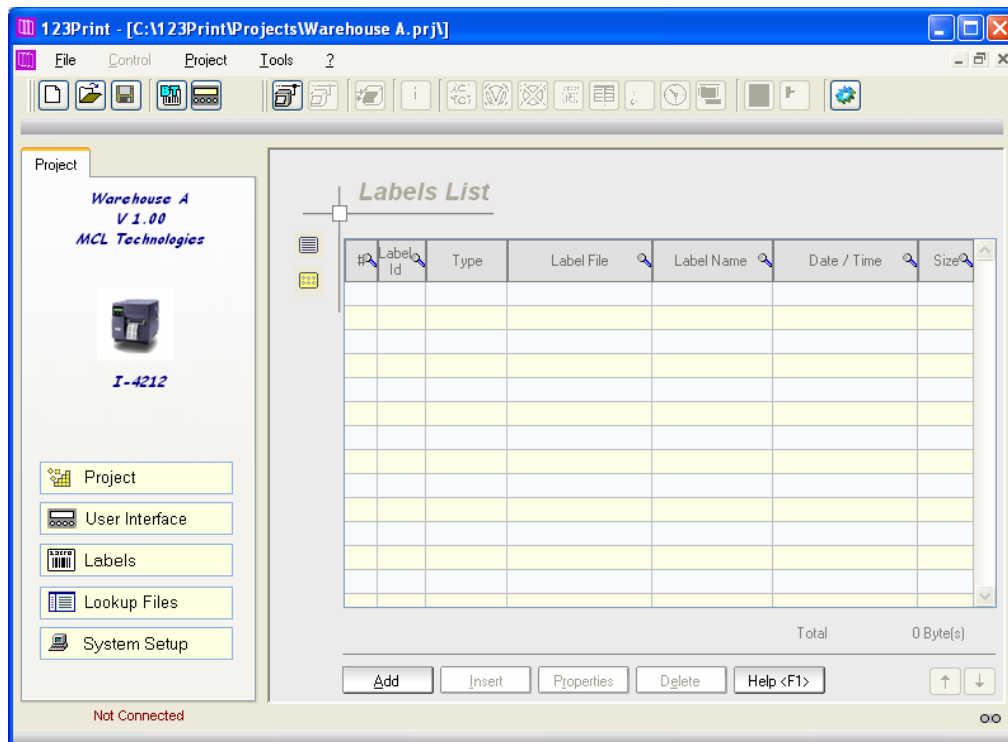 123Print - [C:\123Print\Projects\Warehouse A.prj\]
File Control Project Tools ?
Project
Warehouse A
V 1.00
MCL Technologies
I-4212
Project
User Interface
Labels
Lookup Files
System Setup
Not Connected
Labels List
# Label Id Type Label File Label Name Date / Time Size
Total 0 Byte(s)
Add Insert Properties Delete Help <F1>